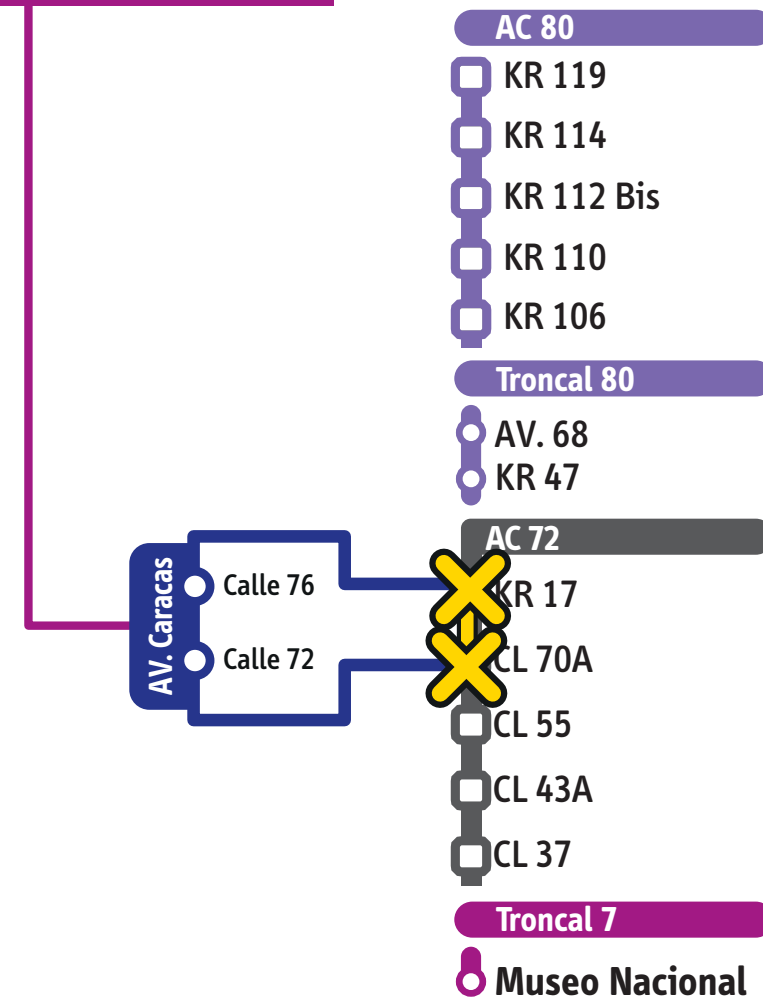 AC 80
KR 119
KR 114
KR 112 Bis
KR 110
KR 106
Troncal 80
AV. 68
KR 47
AC 72
KR 17
CL 70A
CL 55
CL 43A
CL 37
Troncal 7
Museo Nacional
AV. Caracas
Calle 76
Calle 72